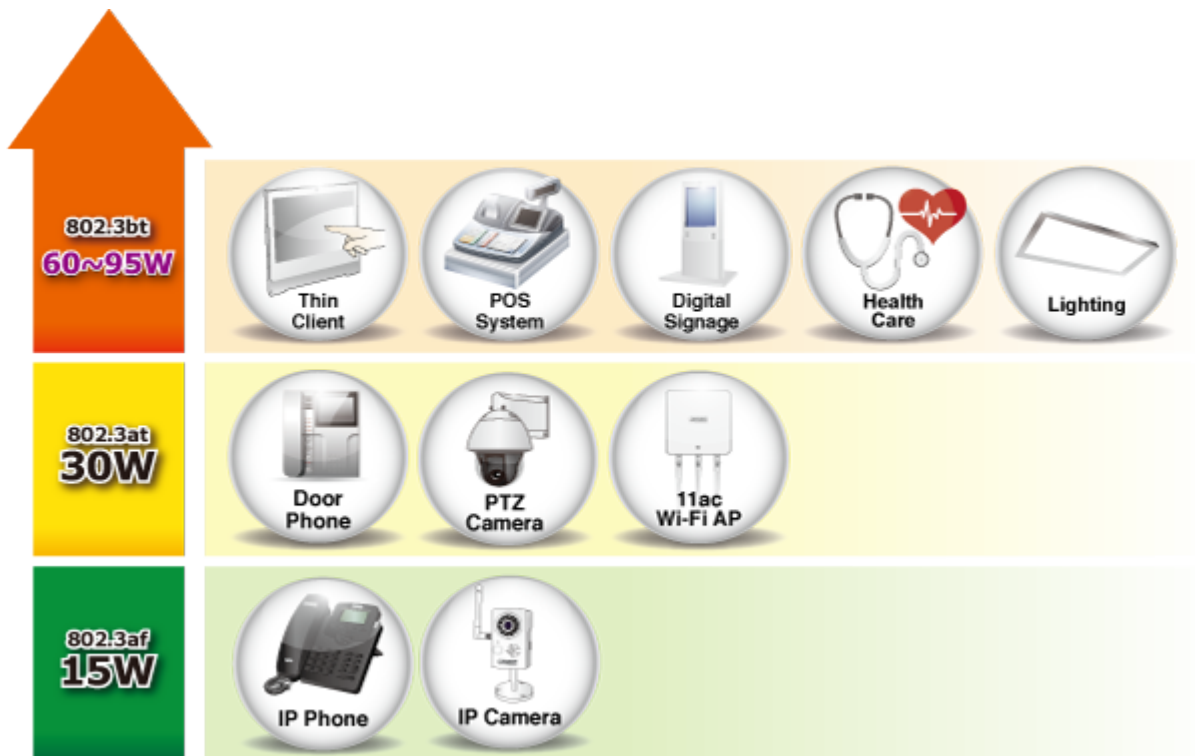 802.3bt
60~95W
Thin
Client
POS
System
Digital
Signage
Health
Care
Lighting
802.3at
30W
Door
Phone
PTZ
Camera
11ac
Wi-Fi AP
802.3af
15W
IP Phone
IP Camera